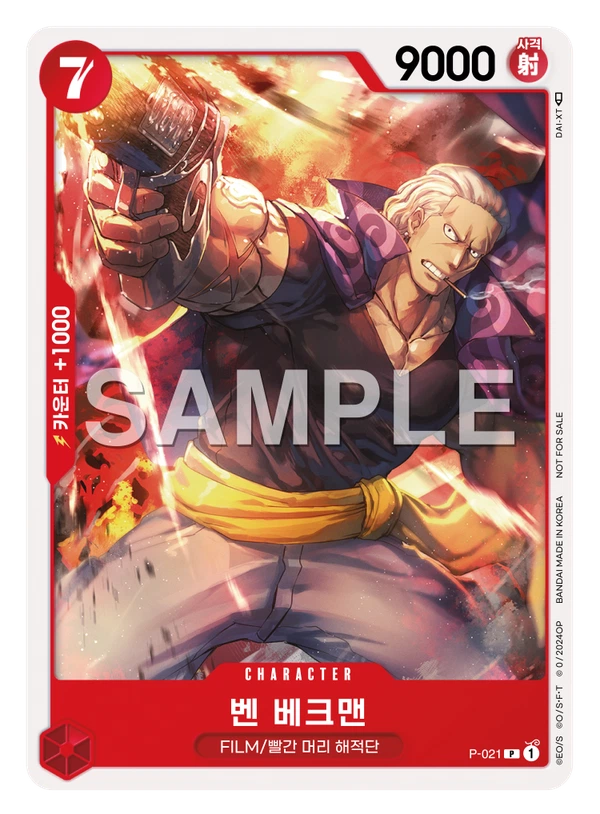 7
9000
사격
射
DAI-XT
⚡카운터 +1000
SAMPLE
NOT FOR SALE
BANDAI MADE IN KOREA
© 0/2024OP
©EO/S ©O/S･F･T
CHARACTER
벤 베크맨
FILM/빨간 머리 해적단
P-021 P 1